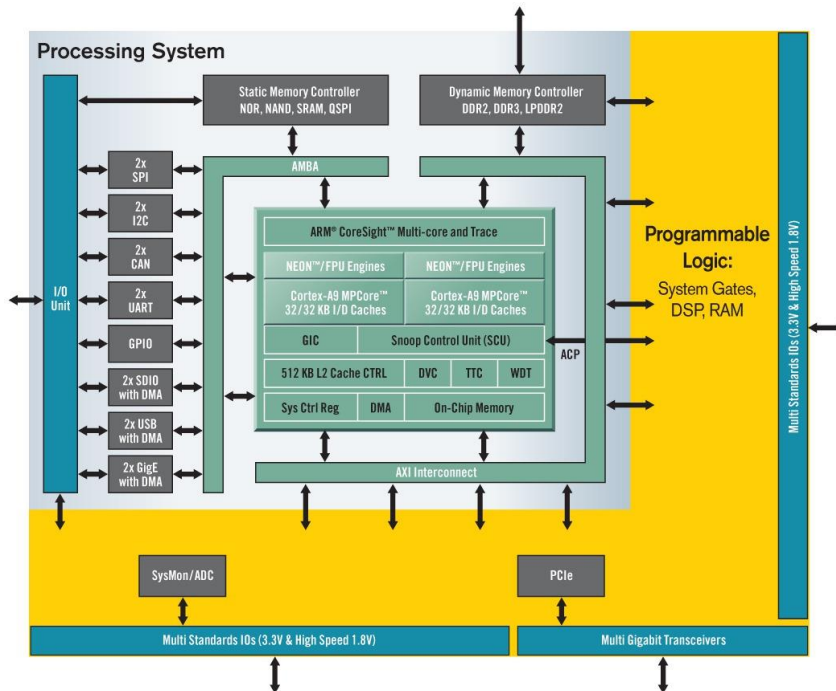 Processing System
Static Memory Controller
NOR, NAND, SRAM, QSPI
Dynamic Memory Controller
DDR2, DDR3, LPDDR2
AMBA
2x
SPI
2x
I2C
2x
CAN
2x
UART
GPIO
2x SDIO
with DMA
2x USB
with DMA
2x GigE
with DMA
I/O
Unit
ARM® CoreSight™ Multi-core and Trace
NEON™/FPU Engines
NEON™/FPU Engines
Cortex-A9 MPCore™
32/32 KB I/D Caches
Cortex-A9 MPCore™
32/32 KB I/D Caches
GIC
Snoop Control Unit (SCU)
ACP
512 KB L2 Cache CTRL
DVC
TTC
WDT
Sys Ctrl Reg
DMA
On-Chip Memory
AXI Interconnect
Programmable
Logic:
System Gates,
DSP, RAM
Multi Standards IOs (3.3V & High Speed 1.8V)
SysMon/ADC
PCIe
Multi Standards IOs (3.3V & High Speed 1.8V)
Multi Gigabit Transceivers